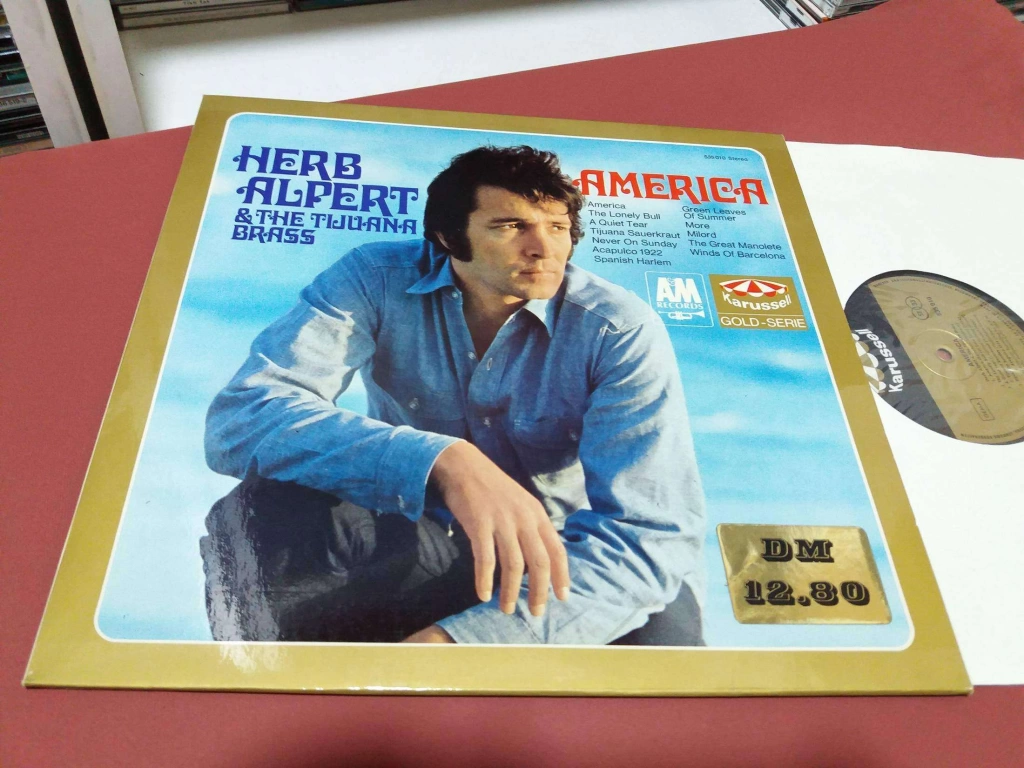 HERB
ALPERT
& THE TIJUANA
BRASS
Stereo
AMERICA
America
The Lonely Bull
A Quiet Tear
Tijuana Sauerkraut
Never On Sunday
Acapulco 1922
Spanish Harlem
Green Leaves
Of Summer
More
Milord
The Great Manolete
Winds Of Barcelona
A&M
RECORDS
Karussell
GOLD-SERIE
DM
12,80
Karussell